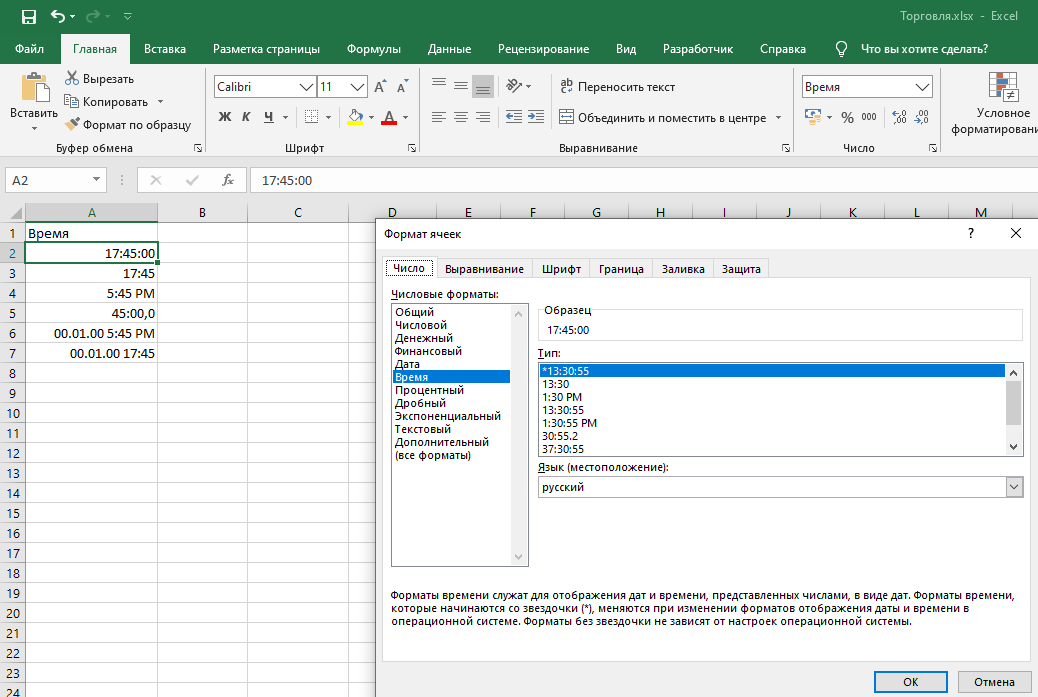 Торговля.xlsx - Excel
Файл Главная Вставка Разметка страницы Формулы Данные Рецензирование Вид Разработчик Справка Что вы хотите сделать?
Вставить
Вырезать
Копировать
Формат по образцу
Буфер обмена
Calibri 11
Ж К Ч
Шрифт
Переносить текст
Объединить и поместить в центре
Выравнивание
Время
% 000
Число
Условное
форматировани
A2 fx 17:45:00
A B C D E F G H I J K L M
1 Время
2 17:45:00
3 17:45
4 5:45 PM
5 45:00,0
6 00.01.00 5:45 PM
7 00.01.00 17:45
8
9
10
11
12
13
14
15
16
17
18
19
20
21
22
23
24
Формат ячеек ?
Число Выравнивание Шрифт Граница Заливка Защита
Числовые форматы:
Общий
Числовой
Денежный
Финансовый
Дата
Время
Процентный
Дробный
Экспоненциальный
Текстовый
Дополнительный
(все форматы)
Образец
17:45:00
Тип:
*13:30:55
13:30
1:30 PM
13:30:55
1:30:55 PM
30:55.2
37:30:55
Язык (местоположение):
русский
Форматы времени служат для отображения дат и времени, представленных числами, в виде дат. Форматы времени,
которые начинаются со звездочки (*), меняются при изменении форматов отображения даты и времени в
операционной системе. Форматы без звездочки не зависят от настроек операционной системы.
ОК Отмена